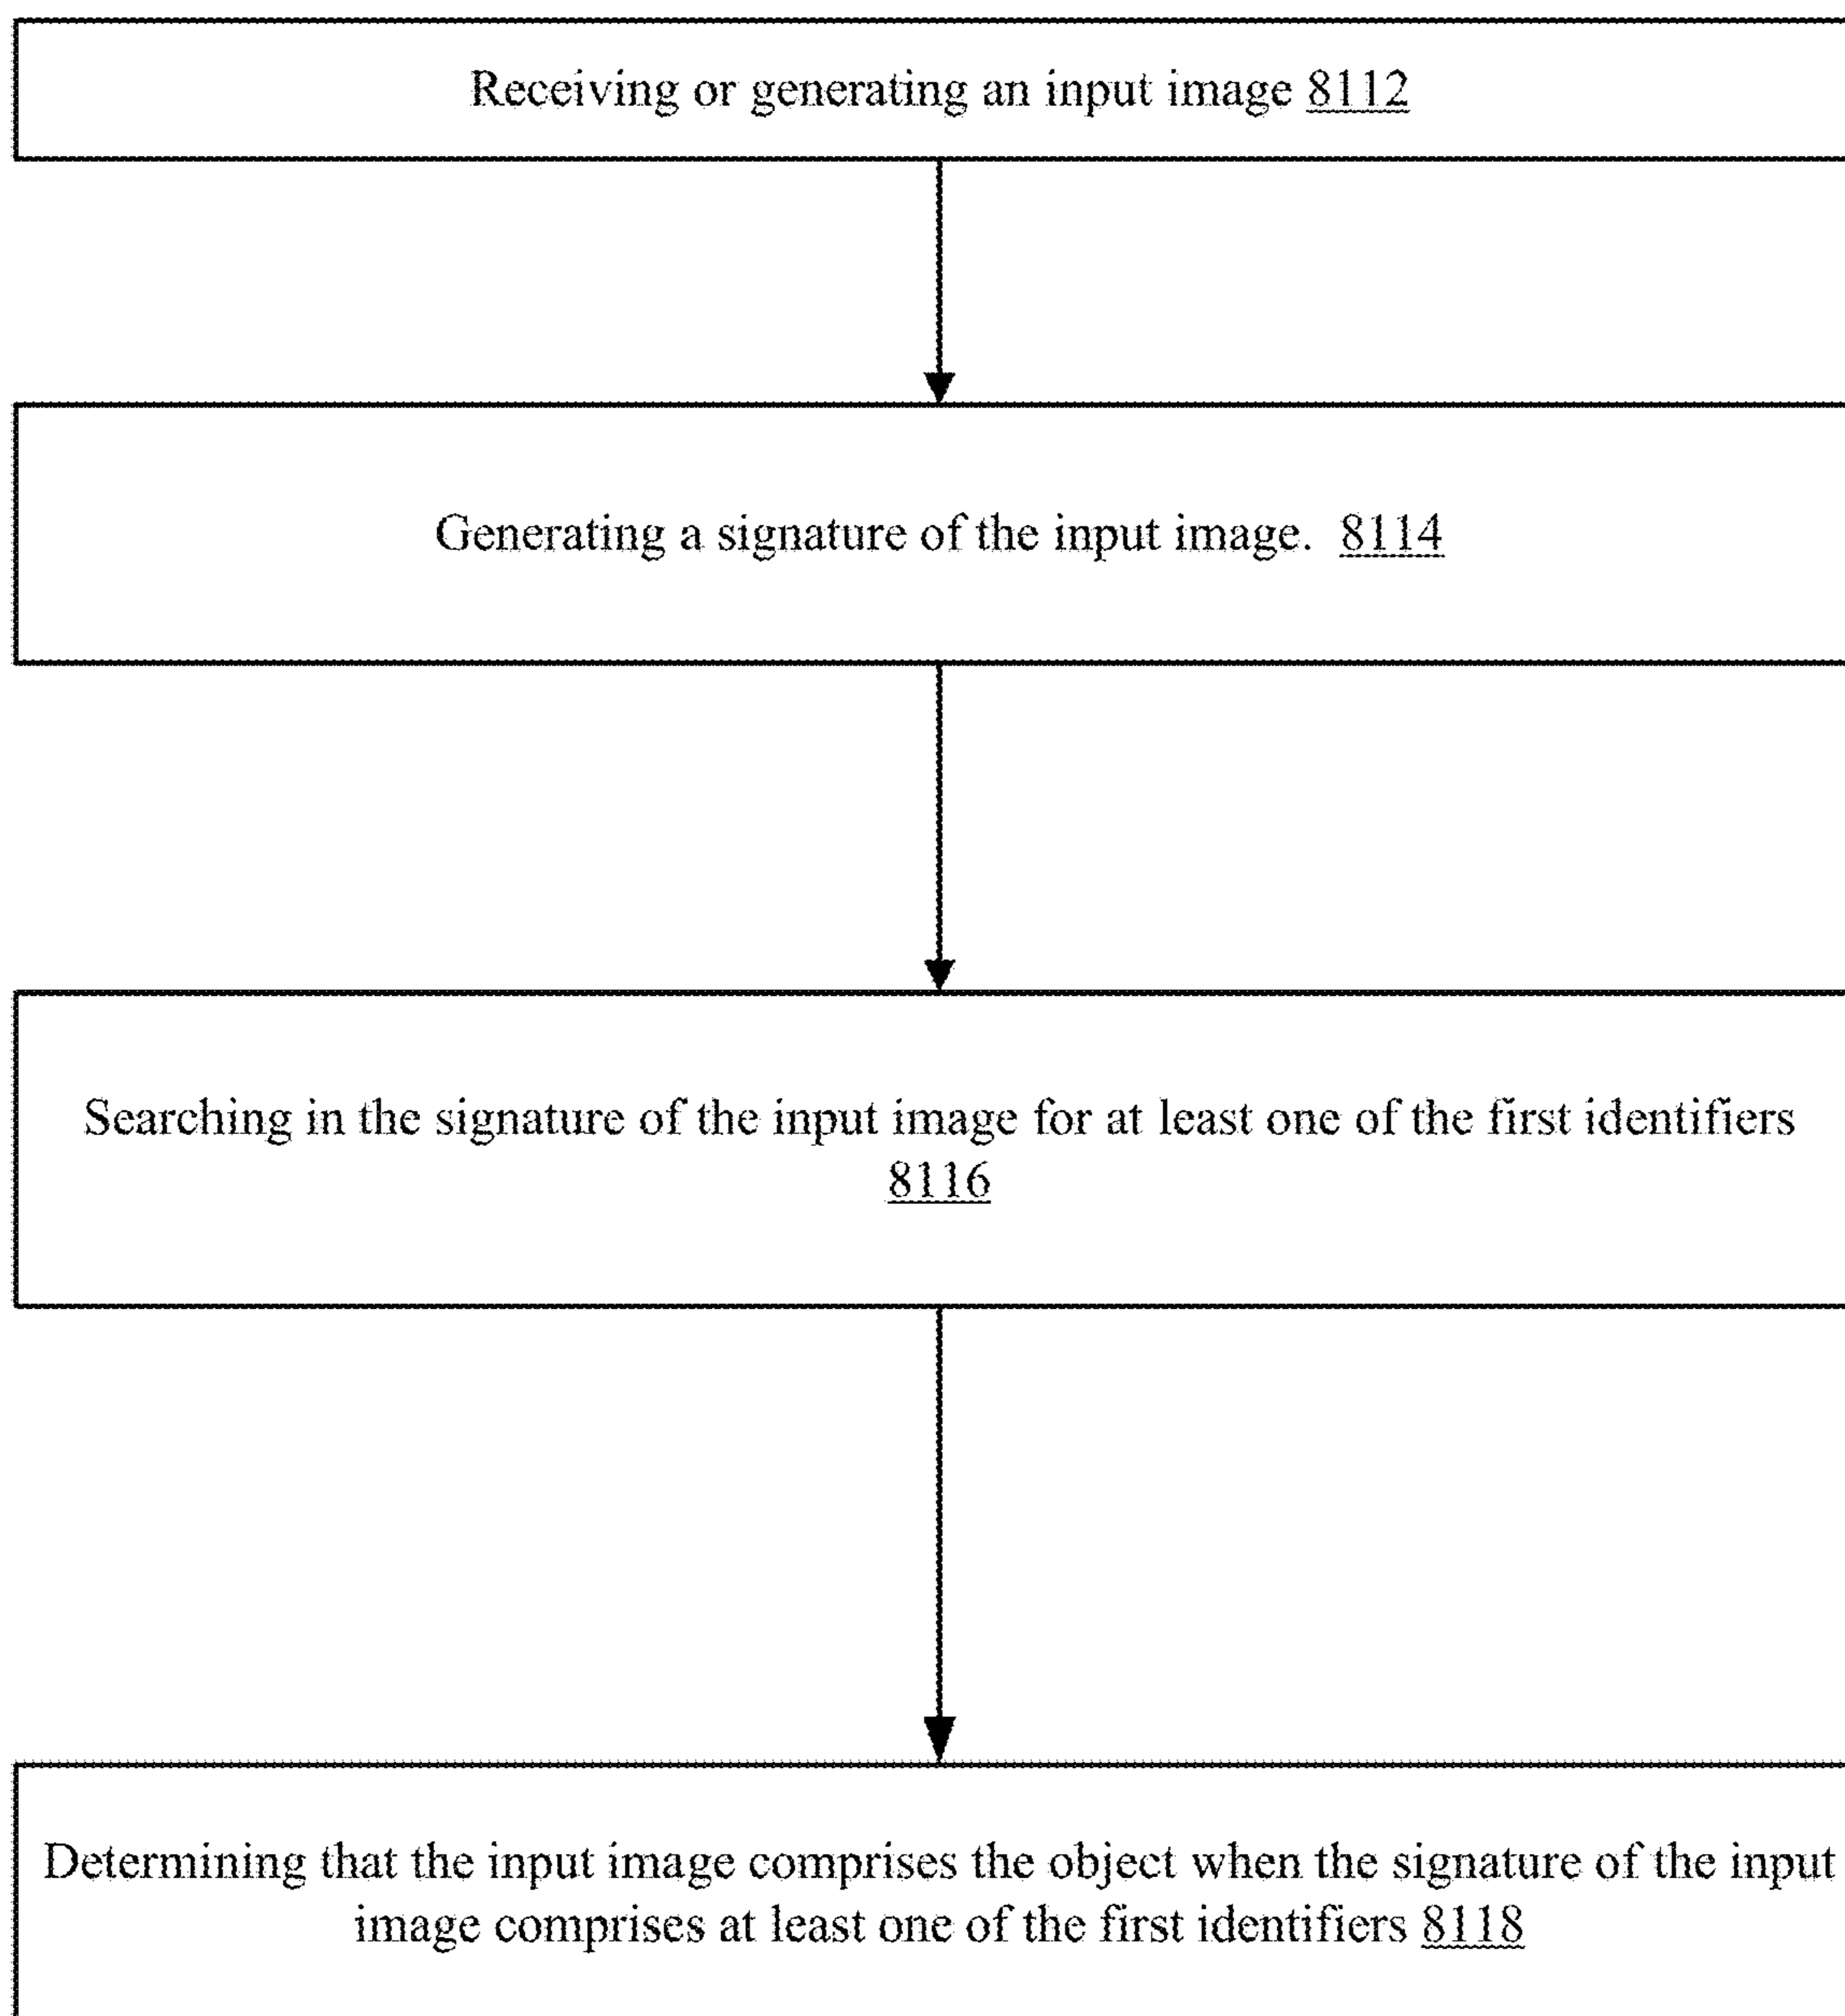 Receiving or generating an input image 8112
Generating a signature of the input image. 8114
Searching in the signature of the input image for at least one of the first identifiers
8116
Determining that the input image comprises the object when the signature of the input
image comprises at least one of the first identifiers 8118